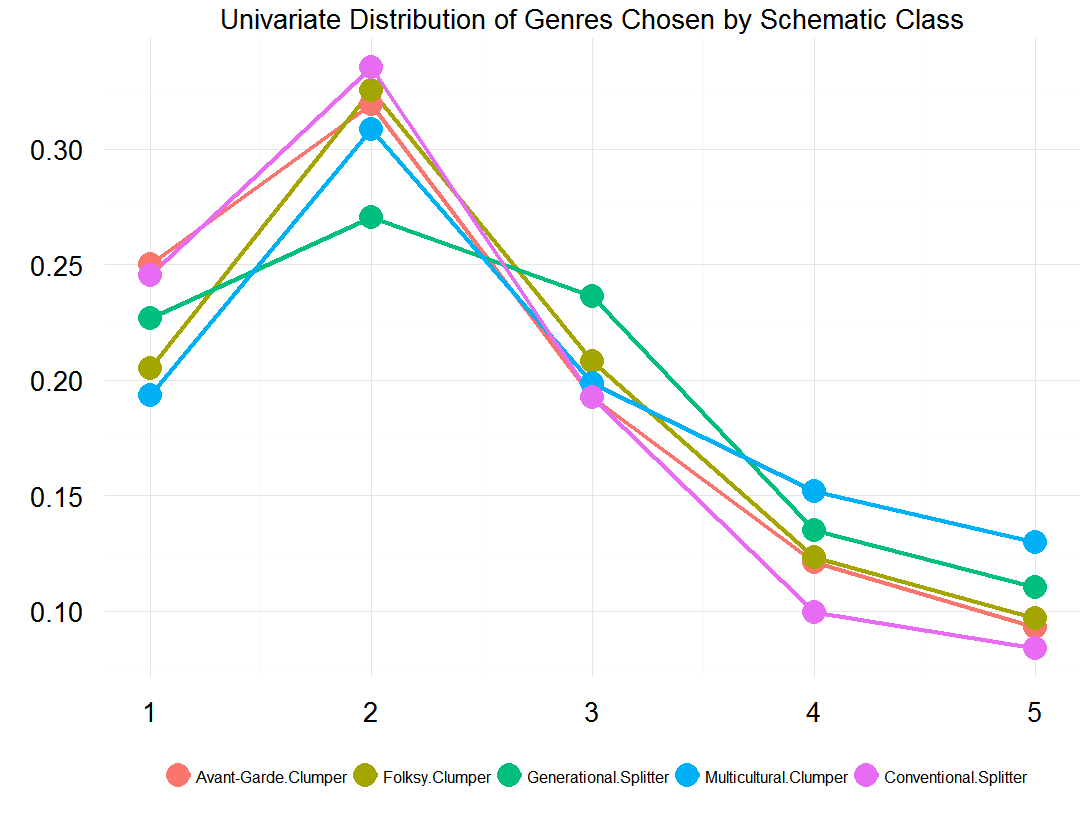 Univariate Distribution of Genres Chosen by Schematic Class
0.30
0.25
0.20
0.15
0.10
1 2 3 4 5
Avant-Garde.Clumper Folksy.Clumper Generational.Splitter Multicultural.Clumper Conventional.Splitter